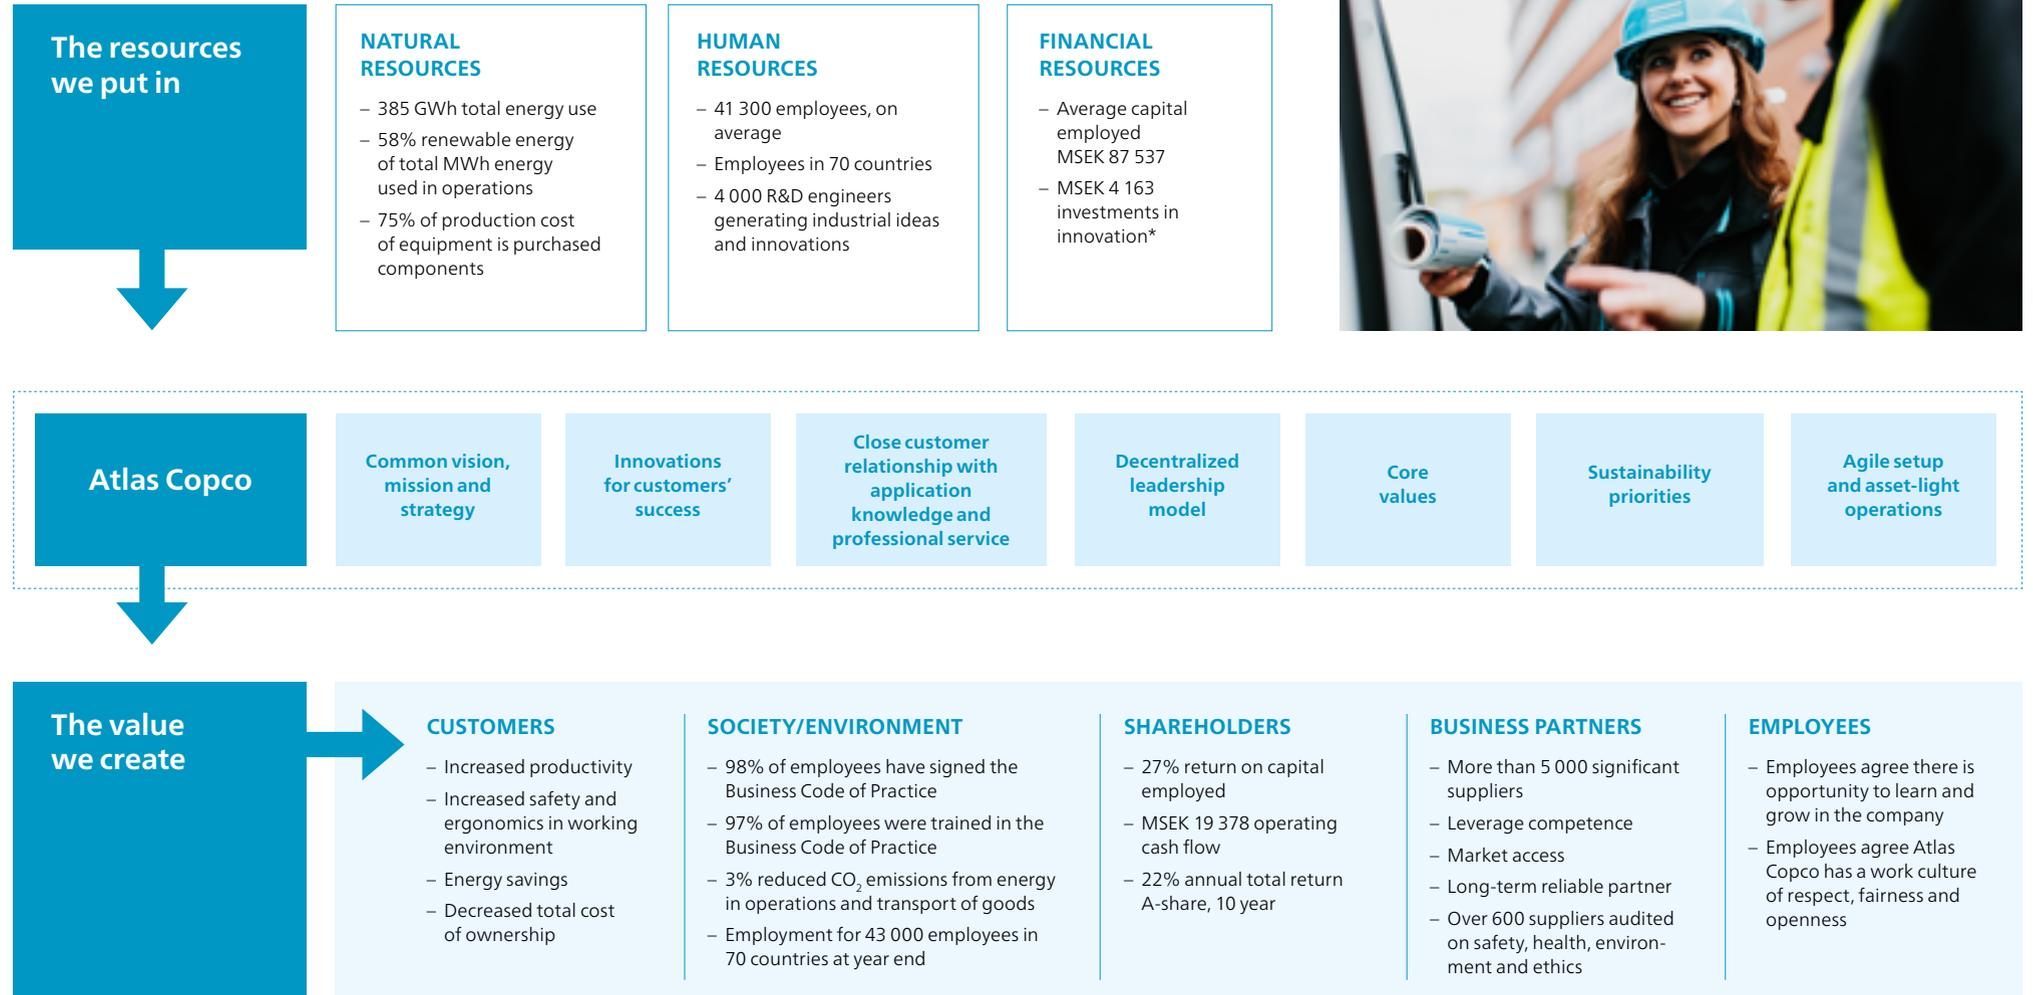 The resources
we put in
NATURAL
RESOURCES
– 385 GWh total energy use
– 58% renewable energy
of total MWh energy
used in operations
– 75% of production cost
of equipment is purchased
components
HUMAN
RESOURCES
– 41 300 employees, on
average
– Employees in 70 countries
– 4 000 R&D engineers
generating industrial ideas
and innovations
FINANCIAL
RESOURCES
– Average capital
employed
MSEK 87 537
– MSEK 4 163
investments in
innovation*
Atlas Copco
Common vision,
mission and
strategy
Innovations
for customers’
success
Close customer
relationship with
application
knowledge and
professional service
Decentralized
leadership
model
Core
values
Sustainability
priorities
Agile setup
and asset-light
operations
The value
we create
CUSTOMERS
– Increased productivity
– Increased safety and
ergonomics in working
environment
– Energy savings
– Decreased total cost
of ownership
SOCIETY/ENVIRONMENT
– 98% of employees have signed the
Business Code of Practice
– 97% of employees were trained in the
Business Code of Practice
– 3% reduced CO₂ emissions from energy
in operations and transport of goods
– Employment for 43 000 employees in
70 countries at year end
SHAREHOLDERS
– 27% return on capital
employed
– MSEK 19 378 operating
cash flow
– 22% annual total return
A-share, 10 year
BUSINESS PARTNERS
– More than 5 000 significant
suppliers
– Leverage competence
– Market access
– Long-term reliable partner
– Over 600 suppliers audited
on safety, health, environ-
ment and ethics
EMPLOYEES
– Employees agree there is
opportunity to learn and
grow in the company
– Employees agree Atlas
Copco has a work culture
of respect, fairness and
openness